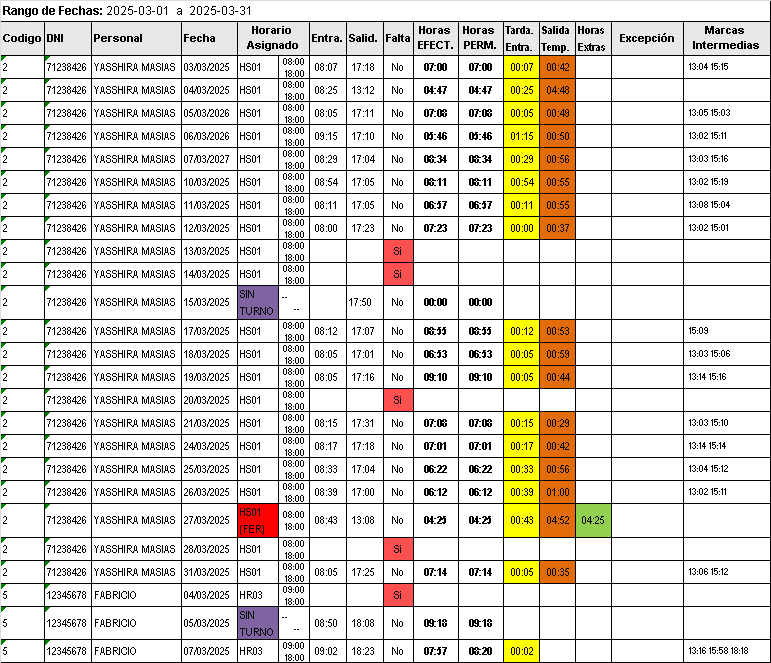 Rango de Fechas: 2025-03-01 a 2025-03-31
Codigo DNI Personal Fecha Horario Asignado Entra. Salid. Falta Horas EFECT. Horas PERM. Tarda. Entra. Salida Temp. Horas Extras Excepción Marcas Intermedias
2 71238426 YASSHIRA MASIAS 03/03/2025 HS01 08:00 18:00 08:07 17:18 No 07:00 07:00 00:07 00:42 13:04 15:15
2 71238426 YASSHIRA MASIAS 04/03/2025 HS01 08:00 18:00 08:25 13:12 No 04:47 04:47 00:25 04:48
2 71238426 YASSHIRA MASIAS 05/03/2026 HS01 08:00 18:00 08:05 17:11 No 07:08 07:08 00:05 00:49 13:05 15:03
2 71238426 YASSHIRA MASIAS 06/03/2026 HS01 08:00 18:00 09:15 17:10 No 05:46 05:46 01:15 00:50 13:02 15:11
2 71238426 YASSHIRA MASIAS 07/03/2027 HS01 08:00 18:00 08:29 17:04 No 06:34 06:34 00:29 00:56 13:03 15:16
2 71238426 YASSHIRA MASIAS 10/03/2025 HS01 08:00 18:00 08:54 17:05 No 06:11 06:11 00:54 00:55 13:02 15:19
2 71238426 YASSHIRA MASIAS 11/03/2025 HS01 08:00 18:00 08:11 17:05 No 06:57 06:57 00:11 00:55 13:08 15:04
2 71238426 YASSHIRA MASIAS 12/03/2025 HS01 08:00 18:00 08:00 17:23 No 07:23 07:23 00:00 00:37 13:02 15:01
2 71238426 YASSHIRA MASIAS 13/03/2025 HS01 08:00 18:00 Si
2 71238426 YASSHIRA MASIAS 14/03/2025 HS01 08:00 18:00 Si
2 71238426 YASSHIRA MASIAS 15/03/2025 SIN TURNO -- -- 17:50 No 00:00 00:00
2 71238426 YASSHIRA MASIAS 17/03/2025 HS01 08:00 18:00 08:12 17:07 No 08:55 08:55 00:12 00:53 15:09
2 71238426 YASSHIRA MASIAS 18/03/2025 HS01 08:00 18:00 08:05 17:01 No 06:53 06:53 00:05 00:59 13:03 15:06
2 71238426 YASSHIRA MASIAS 19/03/2025 HS01 08:00 18:00 08:05 17:16 No 09:10 09:10 00:05 00:44 13:14 15:16
2 71238426 YASSHIRA MASIAS 20/03/2025 HS01 08:00 18:00 Si
2 71238426 YASSHIRA MASIAS 21/03/2025 HS01 08:00 18:00 08:15 17:31 No 07:08 07:08 00:15 00:29 13:03 15:10
2 71238426 YASSHIRA MASIAS 24/03/2025 HS01 08:00 18:00 08:17 17:18 No 07:01 07:01 00:17 00:42 13:14 15:14
2 71238426 YASSHIRA MASIAS 25/03/2025 HS01 08:00 18:00 08:33 17:04 No 06:22 06:22 00:33 00:56 13:04 15:12
2 71238426 YASSHIRA MASIAS 26/03/2025 HS01 08:00 18:00 08:39 17:00 No 06:12 06:12 00:39 01:00 13:02 15:11
2 71238426 YASSHIRA MASIAS 27/03/2025 HS01 (FER) 08:00 18:00 08:43 13:08 No 04:25 04:25 00:43 04:52 04:25
2 71238426 YASSHIRA MASIAS 28/03/2025 HS01 08:00 18:00 Si
2 71238426 YASSHIRA MASIAS 31/03/2025 HS01 08:00 18:00 08:05 17:25 No 07:14 07:14 00:05 00:35 13:06 15:12
5 12345678 FABRICIO 04/03/2025 HR03 09:00 18:00 Si
5 12345678 FABRICIO 05/03/2025 SIN TURNO -- -- 08:50 18:08 No 09:18 09:18
5 12345678 FABRICIO 07/03/2025 HR03 09:00 18:00 09:02 18:23 No 07:57 06:20 00:02 13:16 15:58 18:18